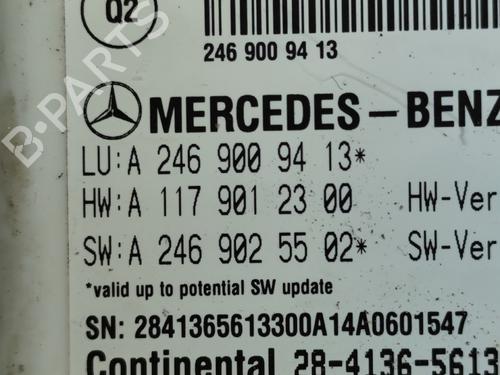 Q2
246 900 94 13
MERCEDES-BENZ
LU:A 246 900 94 13*
HW:A 117 901 23 00 HW-Ver
SW:A 246 902 55 02* SW-Ver
*valid up to potential SW update
SN: 2841365613300A14A0601547
Continental 28-4136-5613
B-PARTS